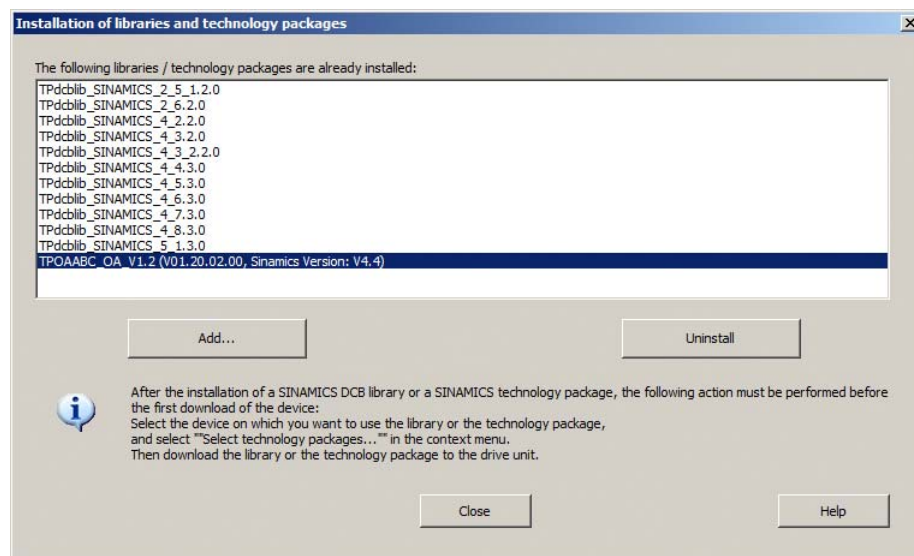 Installation of libraries and technology packages
The following libraries / technology packages are already installed:
TPdcblib_SINAMICS_2_5_1.2.0
TPdcblib_SINAMICS_2_6.2.0
TPdcblib_SINAMICS_4_2.2.0
TPdcblib_SINAMICS_4_3.2.0
TPdcblib_SINAMICS_4_3_2.2.0
TPdcblib_SINAMICS_4_4.3.0
TPdcblib_SINAMICS_4_5.3.0
TPdcblib_SINAMICS_4_6.3.0
TPdcblib_SINAMICS_4_7.3.0
TPdcblib_SINAMICS_4_8.3.0
TPdcblib_SINAMICS_5_1.3.0
TPOAABC_OA_V1.2 (V01.20.02.00, Sinamics Version: V4.4)
Add... Uninstall
After the installation of a SINAMICS DCB library or a SINAMICS technology package, the following action must be performed before
the first download of the device:
Select the device on which you want to use the library or the technology package,
and select ""Select technology packages..."" in the context menu.
Then download the library or the technology package to the drive unit.
Close Help